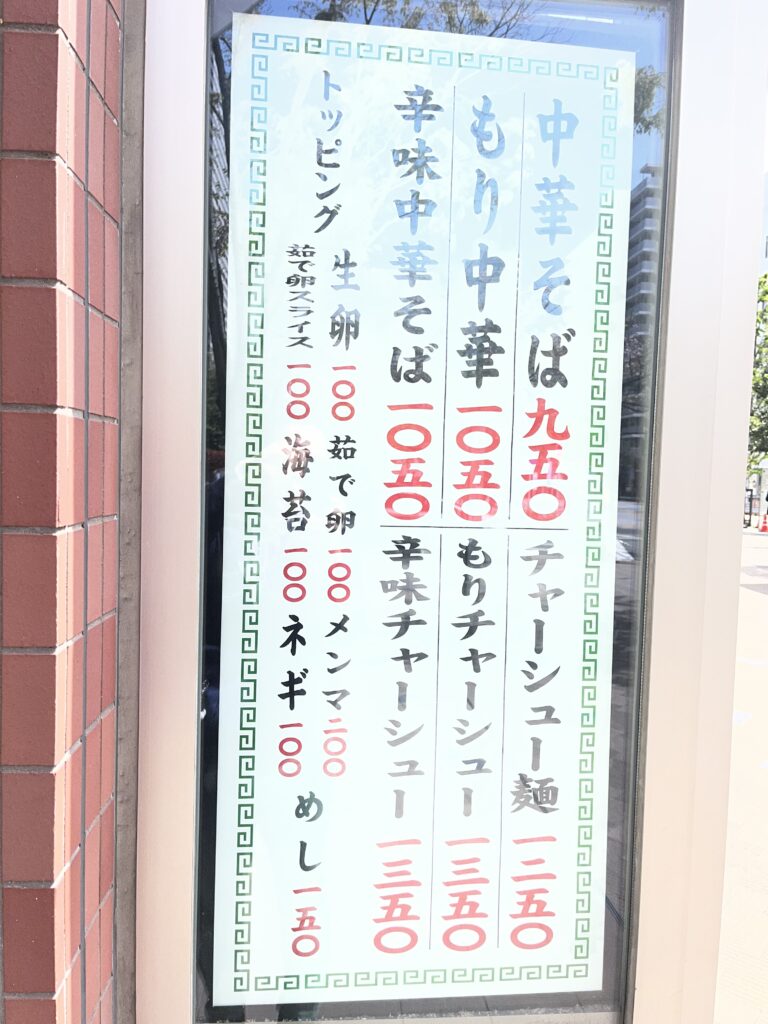 中華そば 九五〇
チャーシュー麺 一二五〇
もり中華 一〇五〇
もりチャーシュー 一三五〇
辛味中華そば 一〇五〇
辛味チャーシュー 一三五〇
トッピング
生卵 一〇〇 茹で卵 一〇〇 メンマ 二〇〇
茹で卵スライス 一〇〇 海苔 一〇〇 ネギ 一〇〇
めし 一五〇